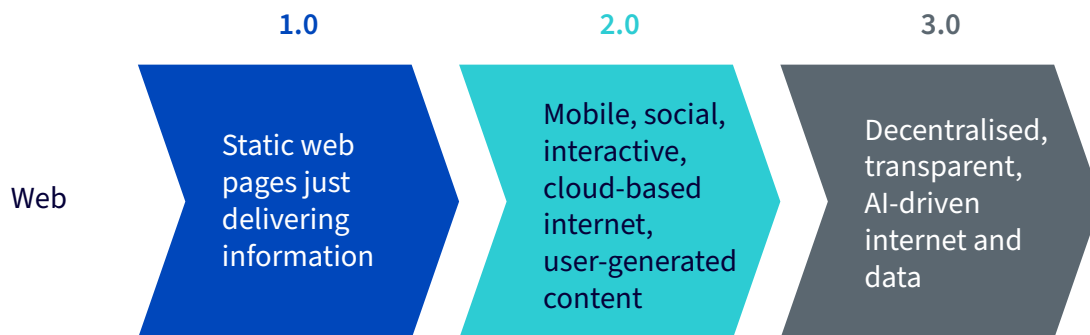 1.0
2.0
3.0
Web
Static web
pages just
delivering
information
Mobile, social,
interactive,
cloud-based
internet,
user-generated
content
Decentralised,
transparent,
AI-driven
internet and
data